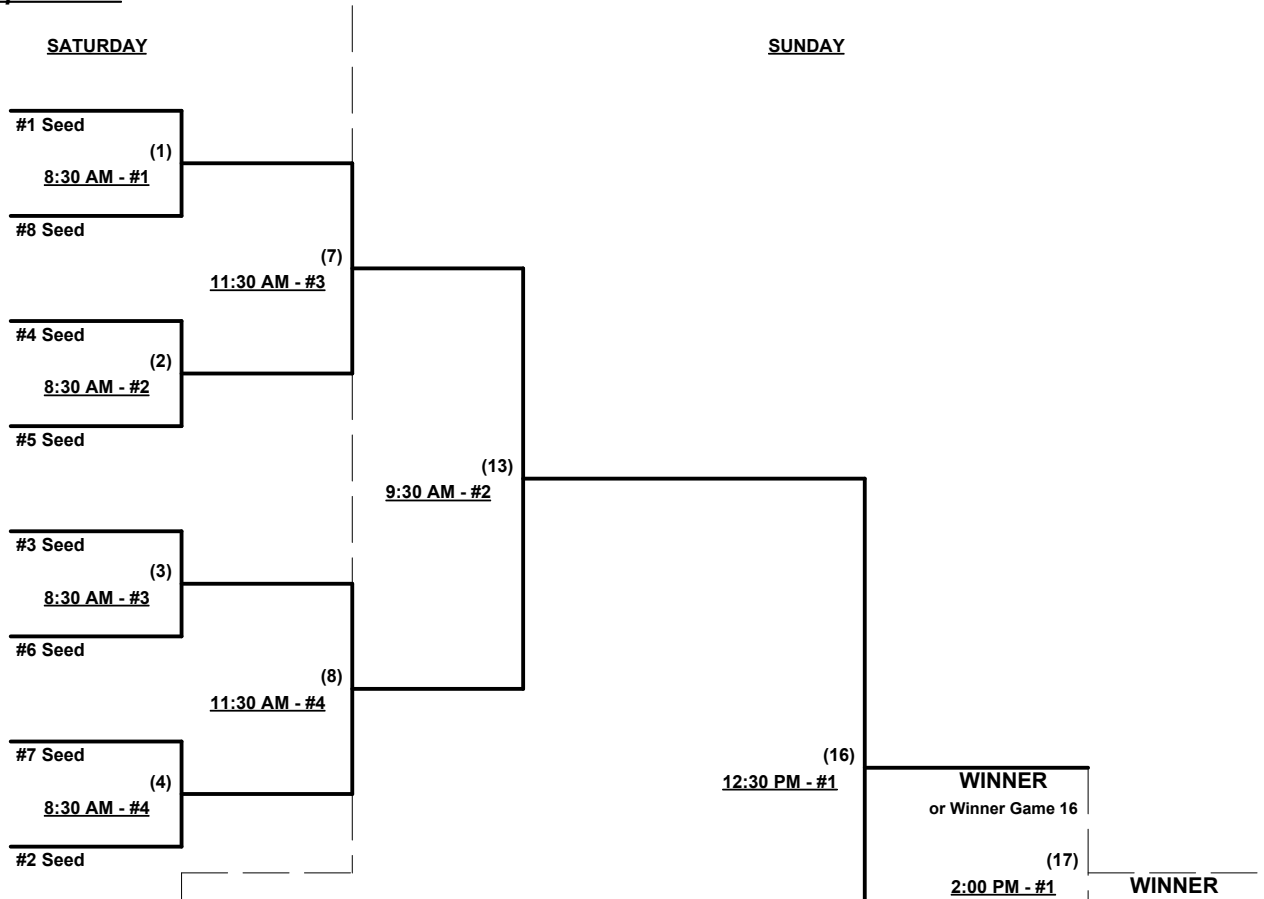 SATURDAY
SUNDAY
#1 Seed
(1)
8:30 AM - #1
#8 Seed
(7)
11:30 AM - #3
#4 Seed
(2)
8:30 AM - #2
#5 Seed
(13)
9:30 AM - #2
#3 Seed
(3)
8:30 AM - #3
#6 Seed
(8)
11:30 AM - #4
#7 Seed
(4)
8:30 AM - #4
#2 Seed
(16)
12:30 PM - #1
WINNER
or Winner Game 16
(17)
2:00 PM - #1
WINNER